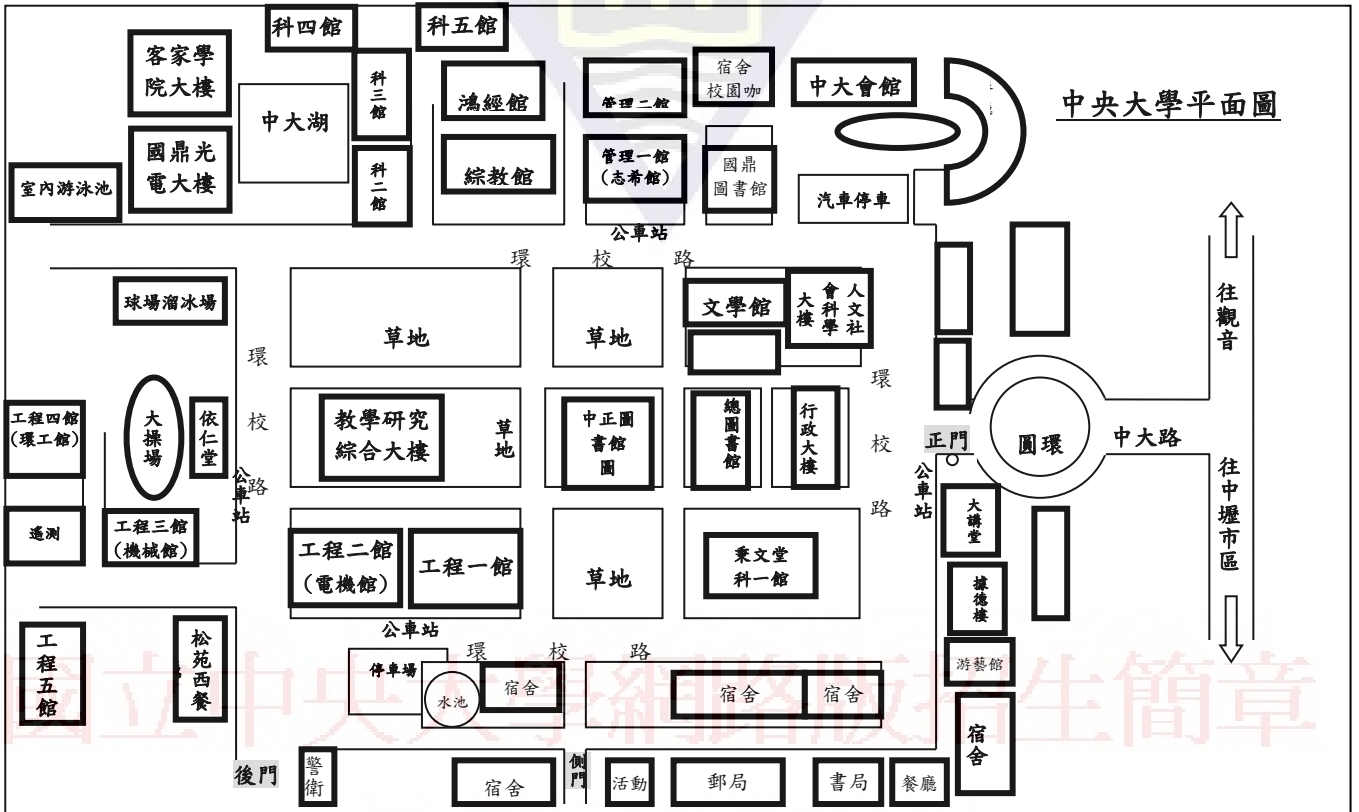 科四館
科五館
客家學
院大樓
科
三
館
中大湖
鴻經館
管理二館
宿舍
校園咖
中大會館
中央大學平面圖
國鼎光
電大樓
室內游泳池
科
二
館
綜教館
管理一館
(志希館)
國鼎
圖書館
汽車停車
公車站
環 校 路
球場溜冰場
草地
草地
文學館
人文社
會科學
大樓
往觀音
環
校
路
環
校
路
工程四館
(環工館)
大操場
依仁堂
公車站
教學研究
綜合大樓
草地
中正圖
書館
圖
總圖書館
行政大樓
正門
圓環
中大路
公車站
往中壢市區
遙測
工程三館
(機械館)
工程二館
(電機館)
工程一館
草地
秉文堂
科一館
大講堂
據德樓
公車站
環 校 路
工程五館
松苑西餐
停車場
水池
宿舍
宿舍
宿舍
游藝館
宿舍
國立中央大學網路版招生簡章
後門
警衛
宿舍
側門
活動
郵局
書局
餐廳